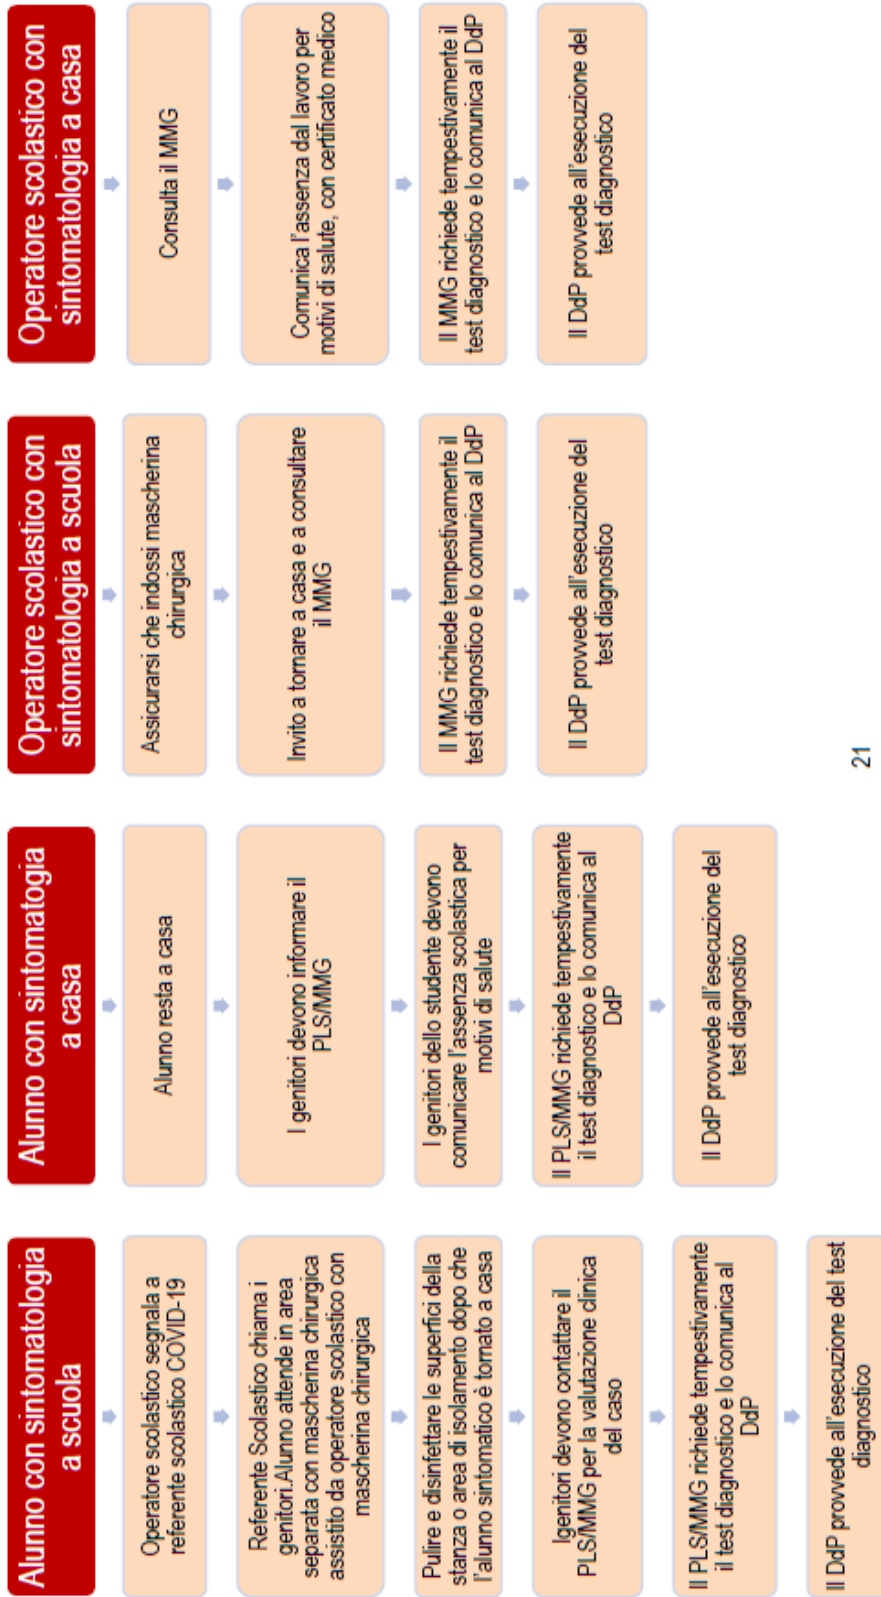 Alunno con sintomatologia
a scuola
Operatore scolastico segnala a
referente scolastico COVID-19
Referente Scolastico chiama i
genitori.Alunno attende in area
separata con mascherina chirurgica
assistito da operatore scolastico con
mascherina chirurgica
Pulire e disinfettare le superfici della
stanza o area di isolamento dopo che
l'alunno sintomatico è tornato a casa
Igenitori devono contattare il
PLS/MMG per la valutazione clinica
del caso
Il PLS/MMG richiede tempestivamente
il test diagnostico e lo comunica al
DdP
Il DdP provvede all'esecuzione del test
diagnostico
Alunno con sintomatogia
a casa
Alunno resta a casa
I genitori devono informare il
PLS/MMG
I genitori dello studente devono
comunicare l'assenza scolastica per
motivi di salute
Il PLS/MMG richiede tempestivamente
il test diagnostico e lo comunica al
DdP
Il DdP provvede all'esecuzione del
test diagnostico
Operatore scolastico con
sintomatologia a scuola
Assicurarsi che indossi mascherina
chirurgica
Invito a tornare a casa e a consultare
il MMG
Il MMG richiede tempestivamente il
test diagnostico e lo comunica al DdP
Il DdP provvede all'esecuzione del
test diagnostico
Operatore scolastico con
sintomatologia a casa
Consulta il MMG
Comunica l'assenza dal lavoro per
motivi di salute, con certificato medico
Il MMG richiede tempestivamente il
test diagnostico e lo comunica al DdP
Il DdP provvede all'esecuzione del
test diagnostico
21